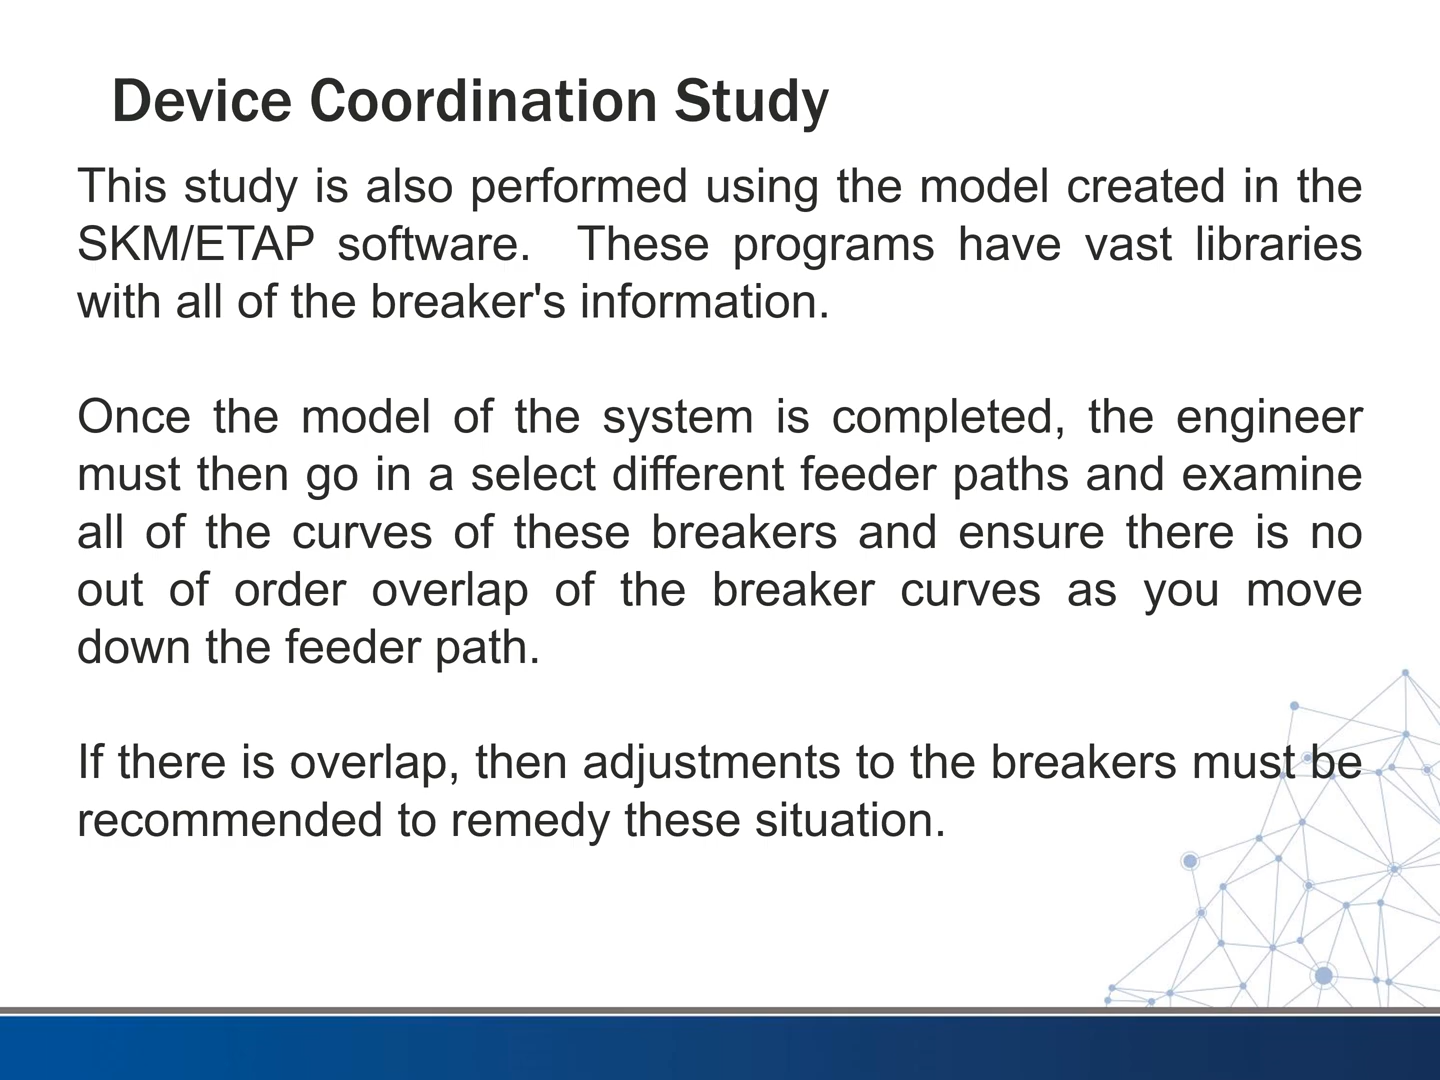 Device Coordination Study
This study is also performed using the model created in the
SKM/ETAP software.  These programs have vast libraries
with all of the breaker's information.
Once the model of the system is completed, the engineer
must then go in a select different feeder paths and examine
all of the curves of these breakers and ensure there is no
out of order overlap of the breaker curves as you move
down the feeder path.
If there is overlap, then adjustments to the breakers must be
recommended to remedy these situation.